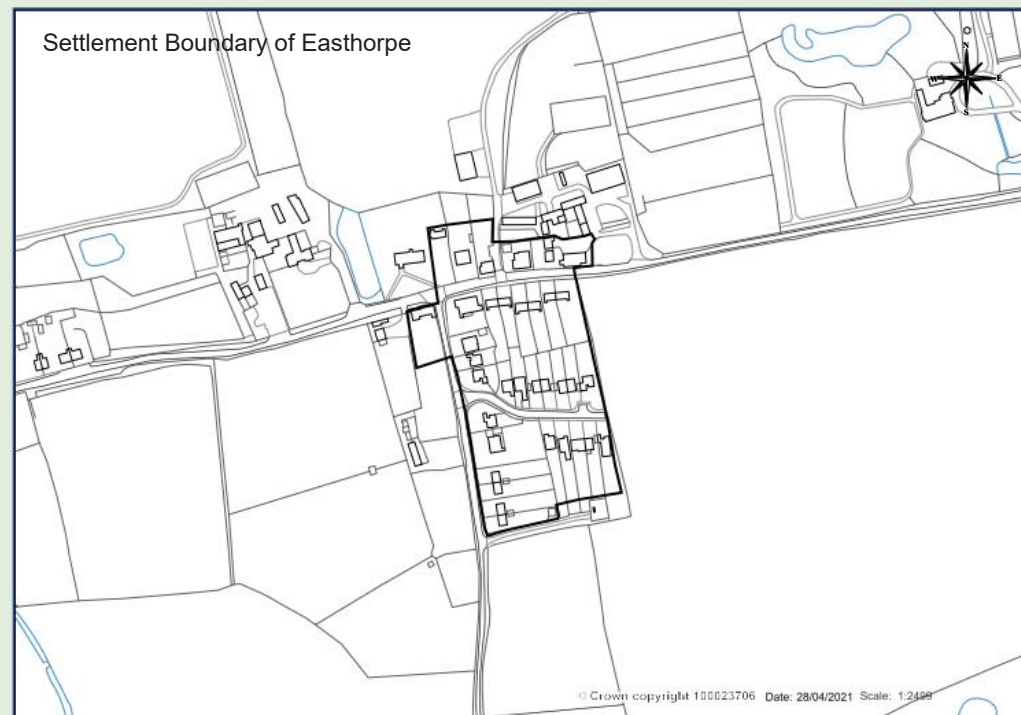 Settlement Boundary of Easthorpe
N
W E
S
© Crown copyright 100023706 Date: 28/04/2021 Scale: 1:2499